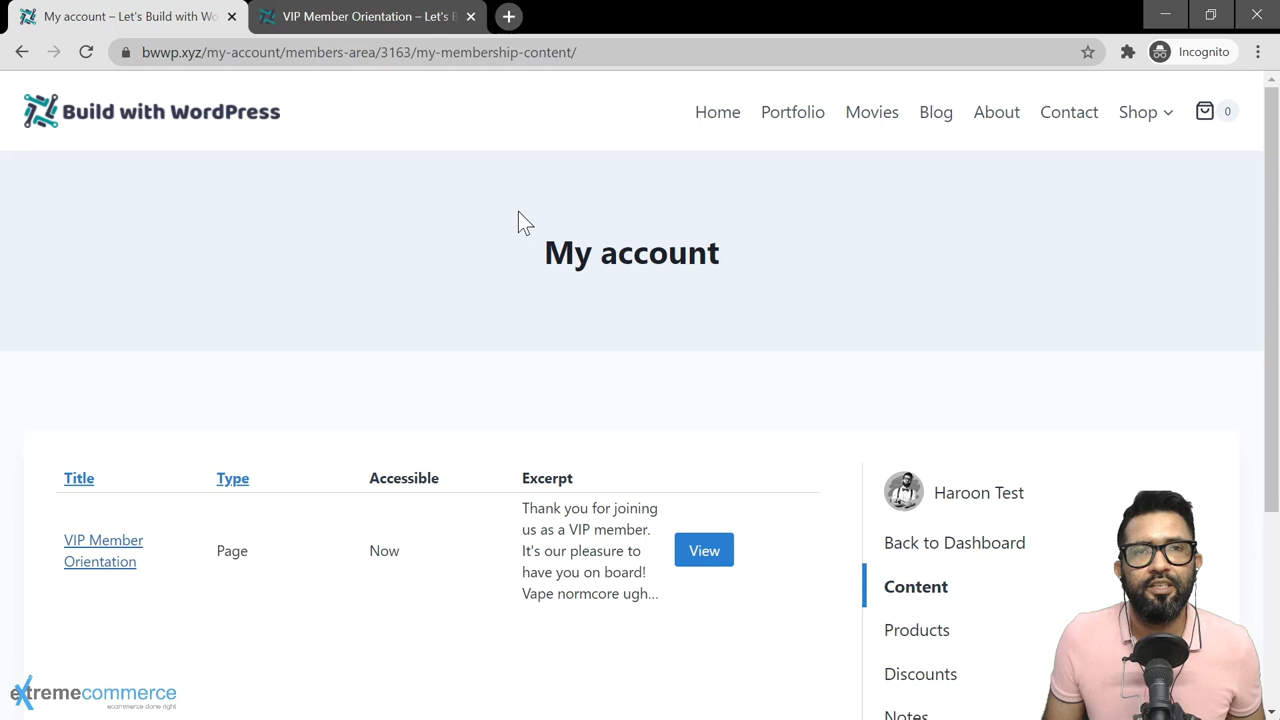 My account – Let's Build with Wo
VIP Member Orientation – Let's B
bwwp.xyz/my-account/members-area/3163/my-membership-content/
Incognito
Build with WordPress
Home Portfolio Movies Blog About Contact Shop 0
My account
Title Type Accessible Excerpt
VIP Member
Orientation
Page
Now
Thank you for joining
us as a VIP member.
It's our pleasure to
have you on board!
Vape normcore ugh...
View
Haroon Test
Back to Dashboard
Content
Products
Discounts
Notes
extremecommerce
ecommerce done right